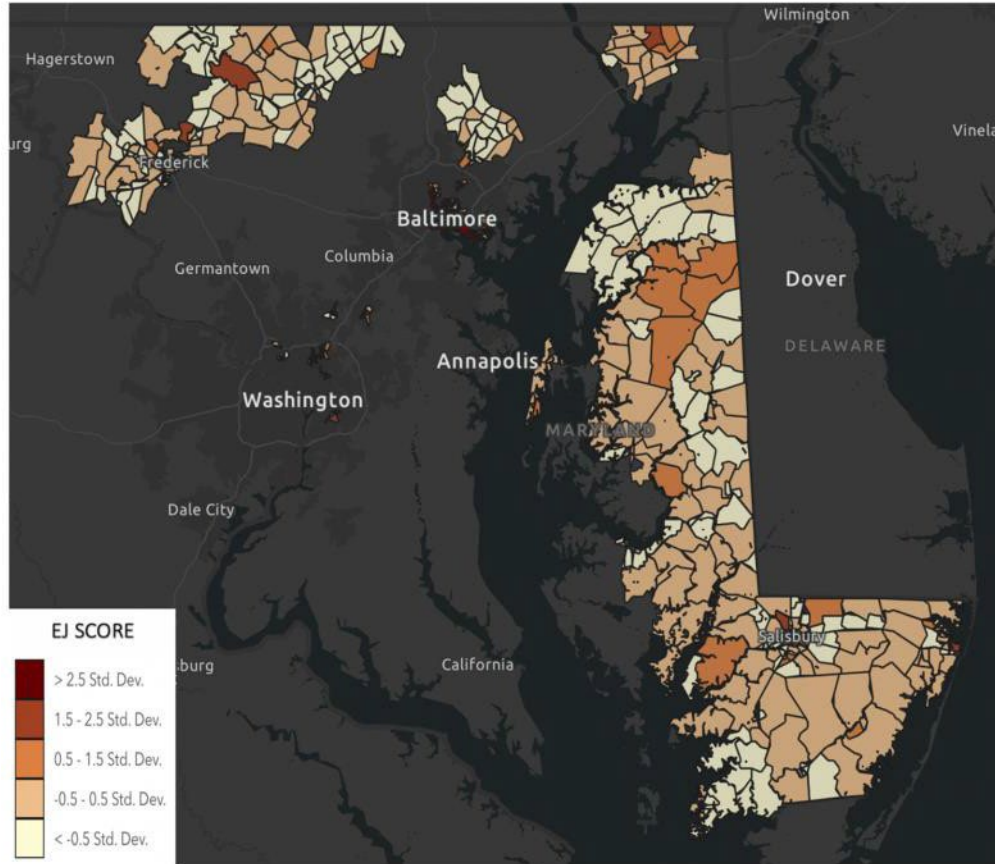 Wilmington
Hagerstown
urg
Vinela
Frederick
Baltimore
Columbia
Germantown
Dover
DELAWARE
Annapolis
Washington
MARYLAND
Dale City
Salisbury
sburg
California
EJ SCORE
> 2.5 Std. Dev.
1.5 - 2.5 Std. Dev.
0.5 - 1.5 Std. Dev.
-0.5 - 0.5 Std. Dev.
< -0.5 Std. Dev.